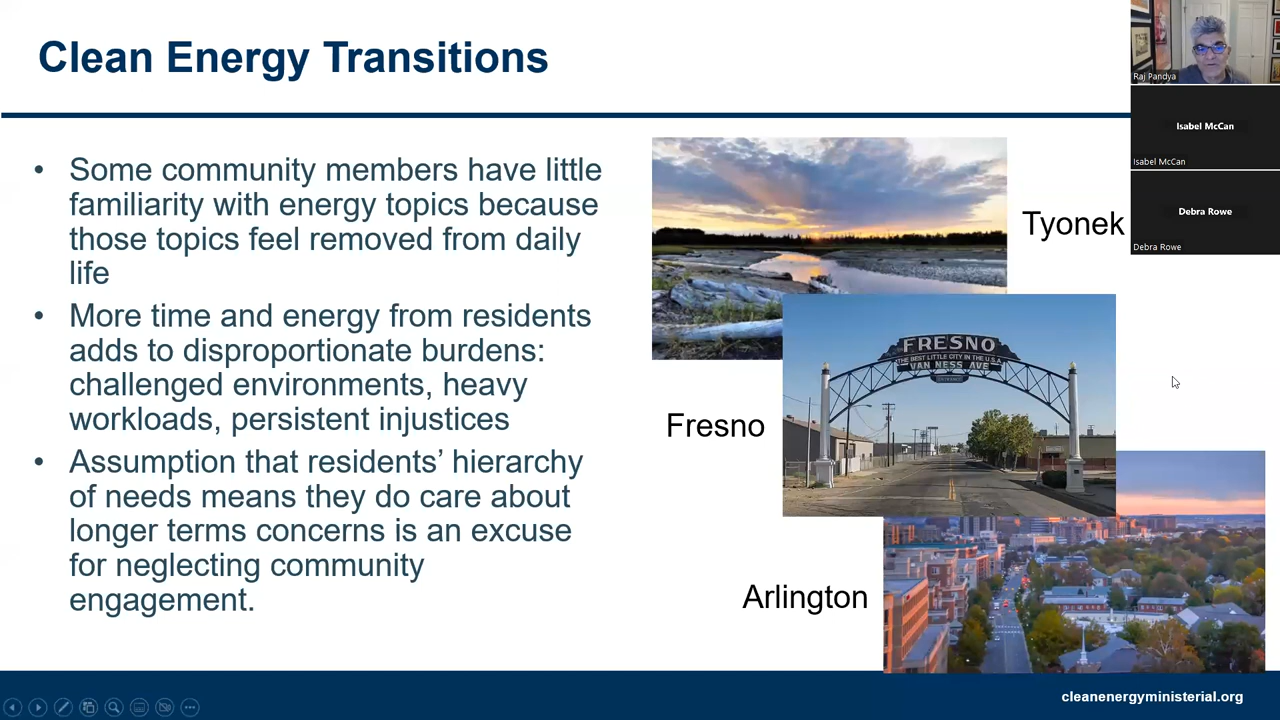 Clean Energy Transitions
• Some community members have little
familiarity with energy topics because
those topics feel removed from daily
life
• More time and energy from residents
adds to disproportionate burdens:
challenged environments, heavy
workloads, persistent injustices
• Assumption that residents’ hierarchy
of needs means they do care about
longer terms concerns is an excuse
for neglecting community
engagement.
Tyonek
Fresno
FRESNO
THE BEST LITTLE CITY IN THE U.S.A
VAN NESS AVE
ENTRANCE
Arlington
Raj Pandya
Isabel McCan
Isabel McCan
Debra Rowe
Debra Rowe
cleanenergyministerial.org